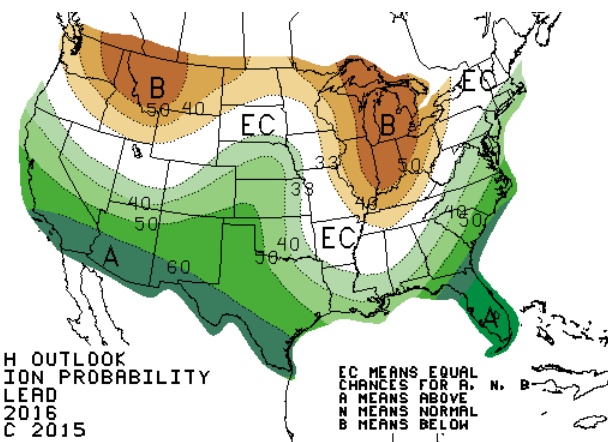 EC
B
50 40
EC
B
33
50
33
40
40
50
EC
40
50
40
50
A
60
A
H OUTLOOK
ION PROBABILITY
LEAD
2016
C 2015
EC MEANS EQUAL
CHANCES FOR A, N, B
A MEANS ABOVE
N MEANS NORMAL
B MEANS BELOW